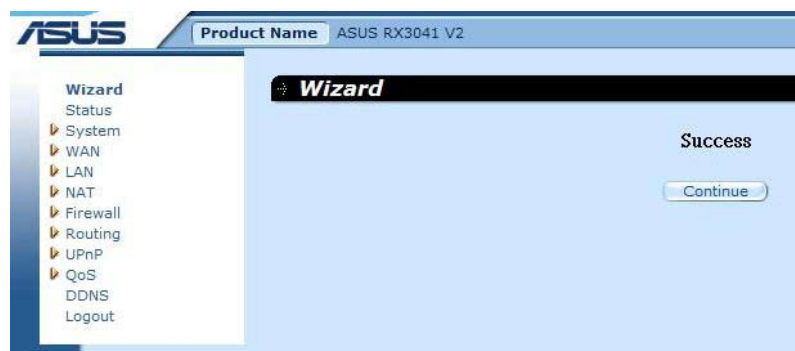 ASUS
Product Name ASUS RX3041 V2
Wizard
Status
System
WAN
LAN
NAT
Firewall
Routing
UPnP
QoS
DDNS
Logout
Wizard
Success
Continue